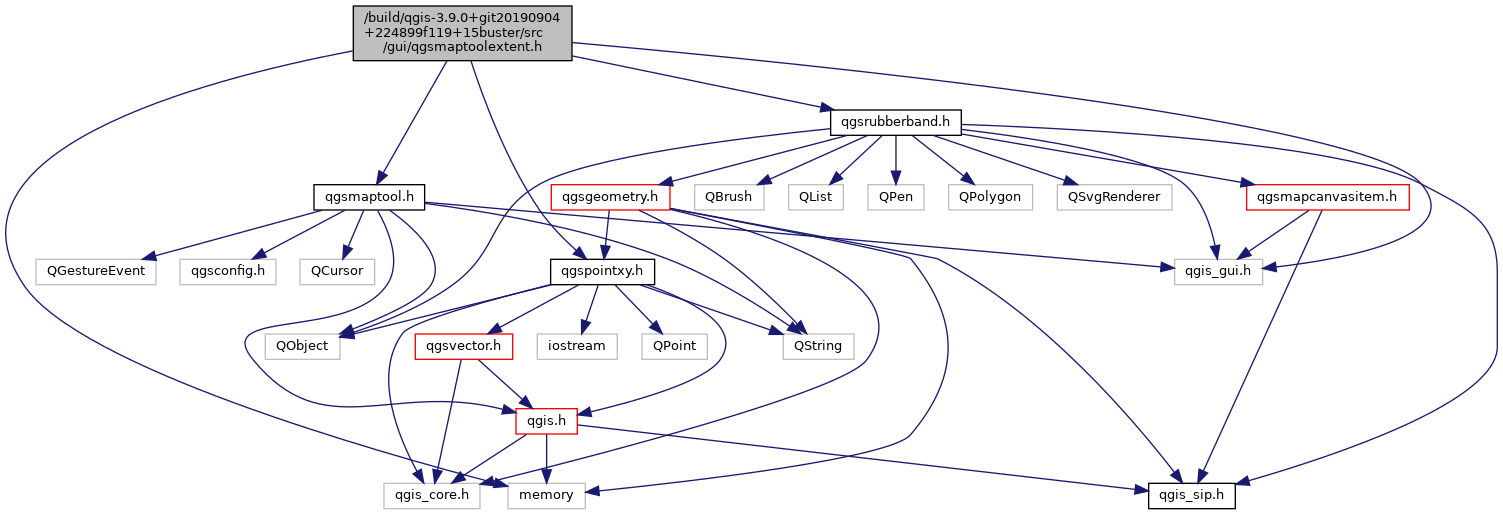 /build/qgis-3.9.0+git20190904
+224899f119+15buster/src
/gui/qgsmaptoolextent.h
qgsrubberband.h
qgsmaptool.h
qgsgeometry.h
QBrush
QList
QPen
QPolygon
QSvgRenderer
qgsmapcanvasitem.h
QGestureEvent
qgsconfig.h
QCursor
qgspointxy.h
qgis_gui.h
QObject
qgsvector.h
iostream
QPoint
QString
qgis.h
qgis_core.h
memory
qgis_sip.h